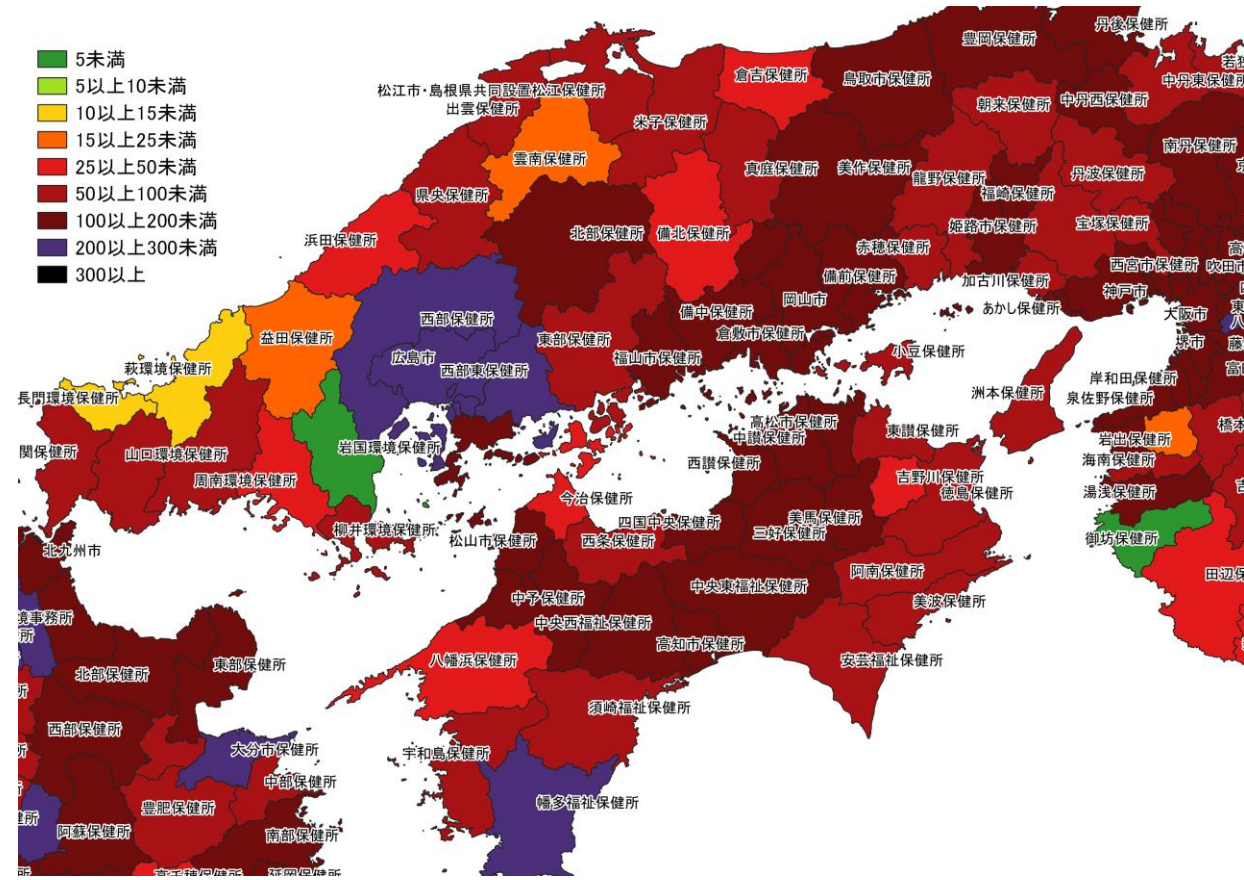 5未満
5以上10未満
10以上15未満
15以上25未満
25以上50未満
50以上100未満
100以上200未満
200以上300未満
300以上
丹後保健所
豊岡保健所
若狭
倉吉保健所
鳥取市保健所
中丹東保健所
松江市・島根県共同設置松江保健所
朝来保健所
中丹西保健所
出雲保健所
米子保健所
南丹保健所
雲南保健所
真庭保健所
美作保健所
龍野保健所
丹波保健所
県央保健所
福崎保健所
姫路市保健所
宝塚保健所
浜田保健所
北部保健所
備北保健所
赤穂保健所
西宮市保健所
吹田市
備前保健所
加古川保健所
神戸市
岡山市
あかし保健所
西部保健所
備中保健所
大阪市
益田保健所
東部保健所
倉敷市保健所
堺市
広島市
福山市保健所
小豆保健所
西部東保健所
萩環境保健所
岸和田保健所
洲本保健所
長門環境保健所
泉佐野保健所
高松市保健所
中讃保健所
東讃保健所
岩出保健所
橋本
岩国環境保健所
関保健所
山口環境保健所
西讃保健所
海南保健所
周南環境保健所
吉野川保健所
徳島保健所
湯浅保健所
今治保健所
四国中央保健所
美馬保健所
柳井環境保健所
松山市保健所
西条保健所
三好保健所
御坊保健所
北九州市
阿南保健所
田辺保
中予保健所
中央東福祉保健所
美波保健所
境事務所
中央西福祉保健所
高知市保健所
東部保健所
北部保健所
八幡浜保健所
安芸福祉保健所
須崎福祉保健所
西部保健所
大分市保健所
宇和島保健所
中部保健所
幡多福祉保健所
豊肥保健所
阿蘇保健所
南部保健所
高千穂保健所
延岡保健所